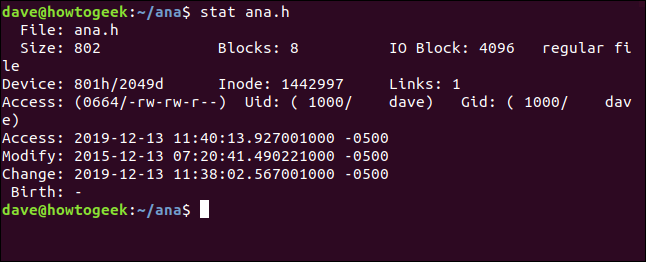 dave@howtogeek:~/ana$ stat ana.h
  File: ana.h
  Size: 802             Blocks: 8          IO Block: 4096   regular fi
le
Device: 801h/2049d      Inode: 1442997     Links: 1
Access: (0664/-rw-rw-r--)  Uid: ( 1000/    dave)   Gid: ( 1000/    dav
e)
Access: 2019-12-13 11:40:13.927001000 -0500
Modify: 2015-12-13 07:20:41.490221000 -0500
Change: 2019-12-13 11:38:02.567001000 -0500
 Birth: -
dave@howtogeek:~/ana$